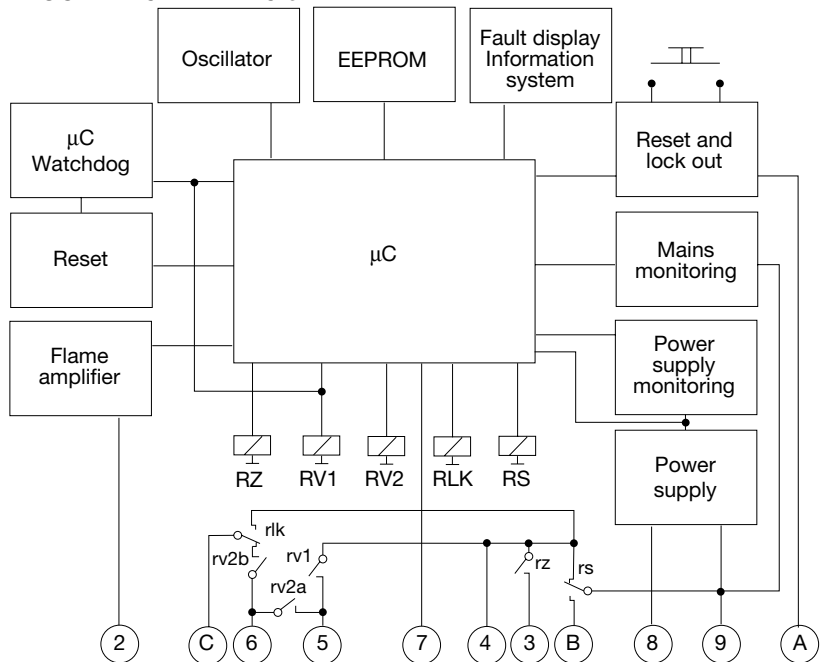 Oscillator
EEPROM
Fault display
Information
system
μC
Watchdog
Reset and
lock out
Reset
μC
Mains
monitoring
Flame
amplifier
Power
supply
monitoring
Power
supply
RZ
RV1
RV2
RLK
RS
rlk
rv2b
rv1
rv2a
rz
rs
2
C
6
5
7
4
3
B
8
9
A